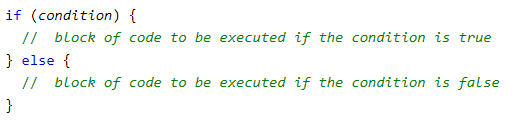 if (condition) {
  //  block of code to be executed if the condition is true
} else {
  //  block of code to be executed if the condition is false
}